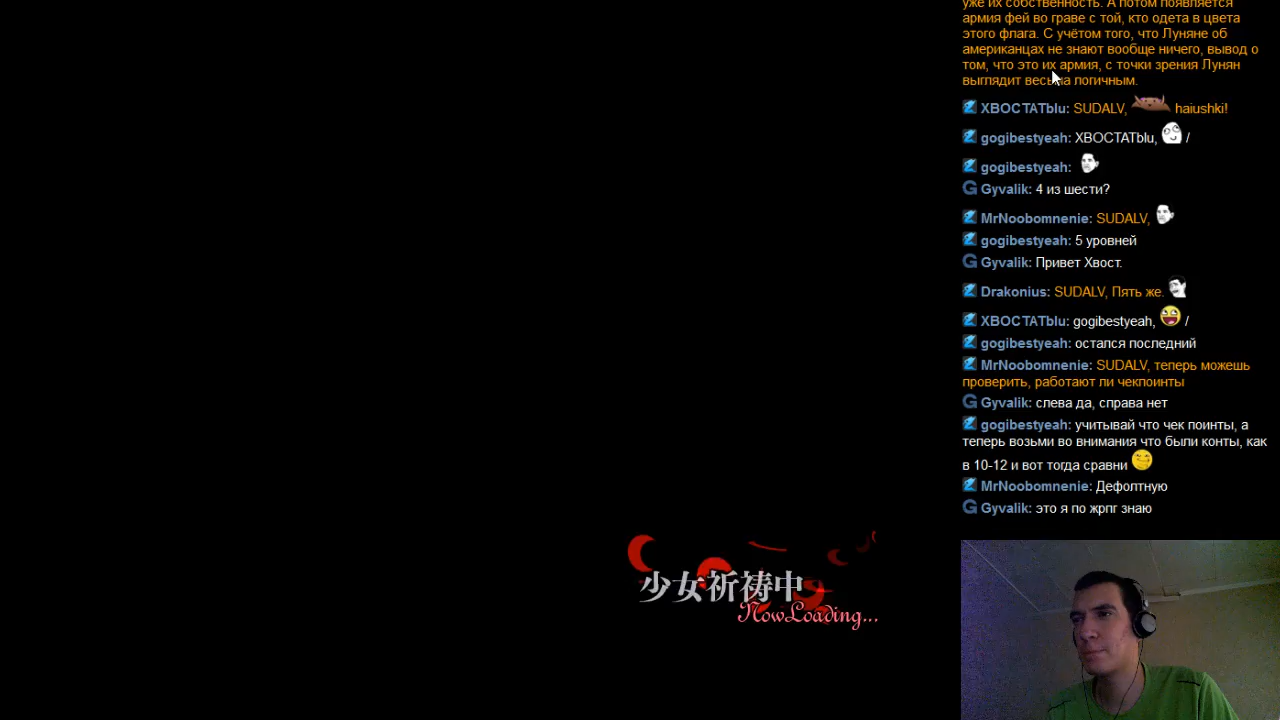 уже их собственность. А потом появляется
армия фей во граве с той, кто одета в цвета
этого флага. С учётом того, что Луняне об
американцах не знают вообще ничего, вывод о
том, что это их армия, с точки зрения Лунян
выглядит весьма логичным.
XBOCTATblu: SUDALV, haiushki!
gogibestyeah: XBOCTATblu, /
gogibestyeah:
Gyvalik: 4 из шести?
MrNoobomnenie: SUDALV,
gogibestyeah: 5 уровней
Gyvalik: Привет Хвост.
Drakonius: SUDALV, Пять же.
XBOCTATblu: gogibestyeah, /
gogibestyeah: остался последний
MrNoobomnenie: SUDALV, теперь можешь
проверить, работают ли чекпоинты
Gyvalik: слева да, справа нет
gogibestyeah: учитывай что чек поинты, а
теперь возьми во внимания что были конты, как
в 10-12 и вот тогда сравни
MrNoobomnenie: Дефолтную
Gyvalik: это я по жрпг знаю
少女祈祷中
NowLoading...